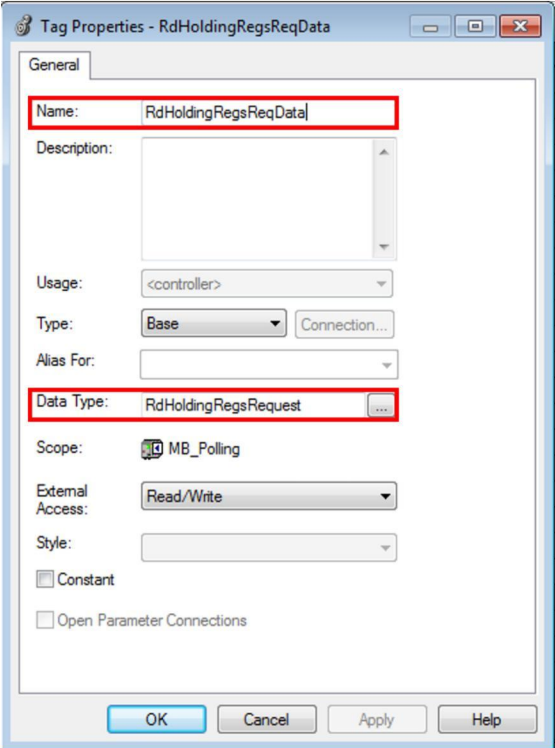 Tag Properties - RdHoldingRegsReqData
General
Name: RdHoldingRegsReqData
Description:
Usage: <controller>
Type: Base Connection...
Alias For:
Data Type: RdHoldingRegsRequest ...
Scope: MB_Polling
External Access: Read/Write
Style:
Constant
Open Parameter Connections
OK Cancel Apply Help